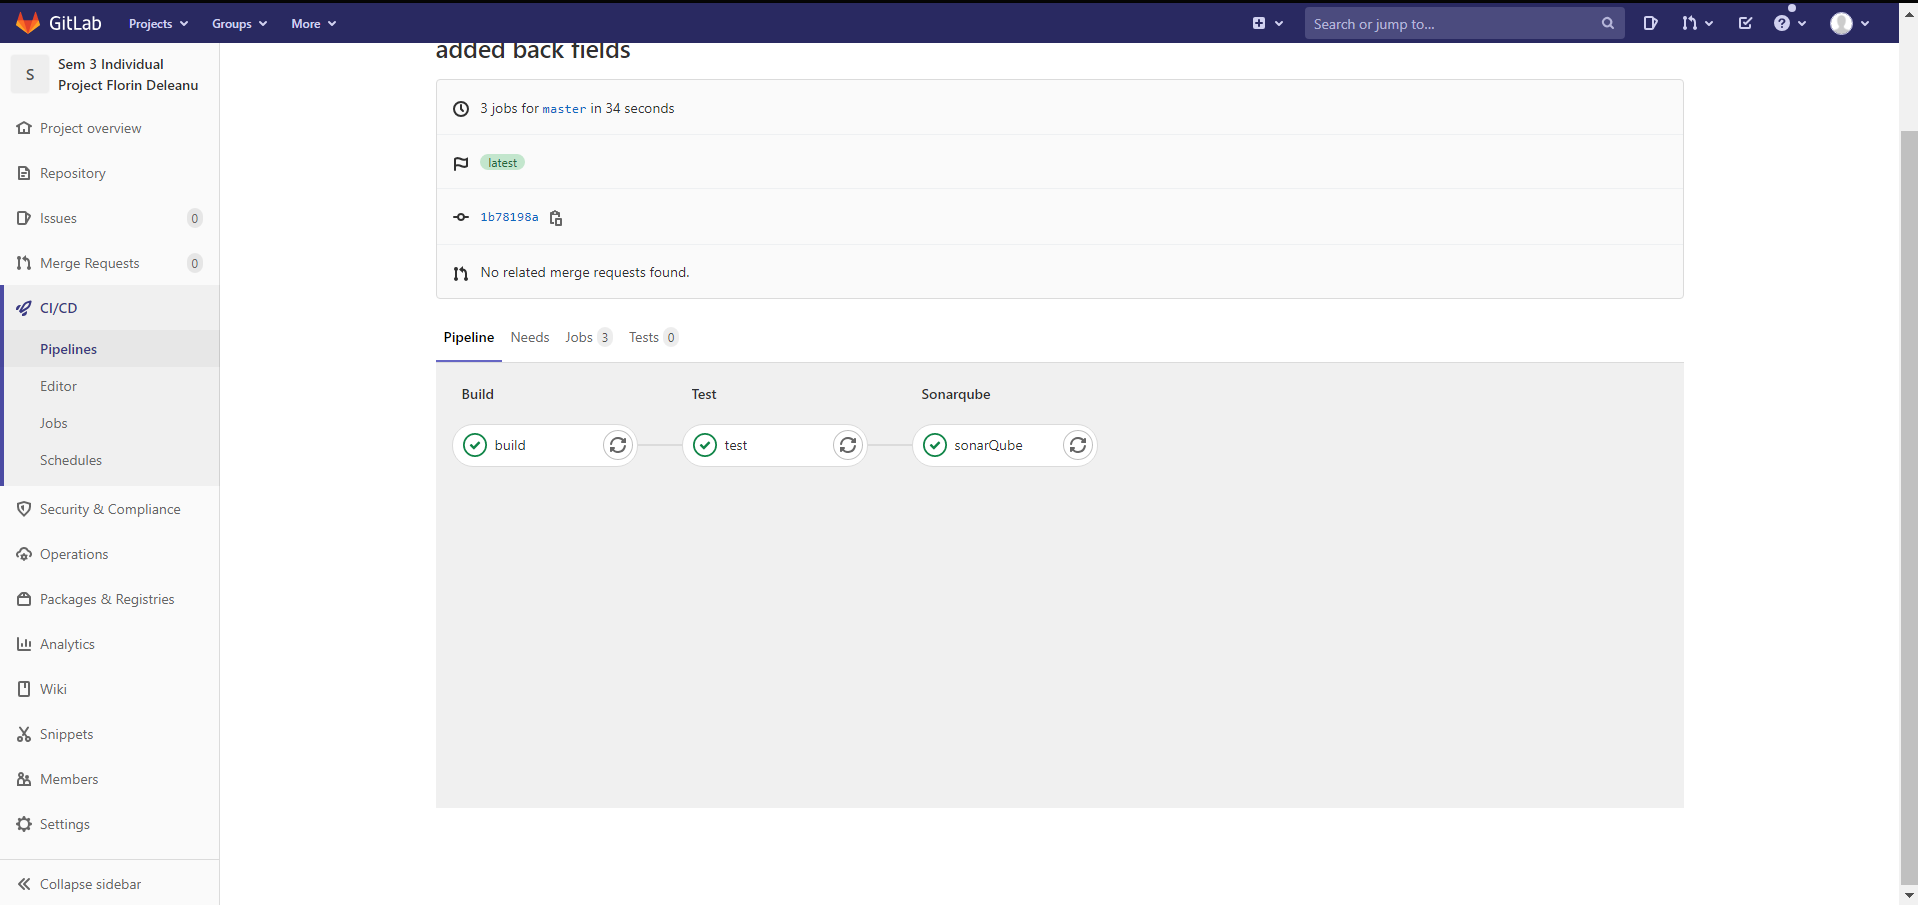 GitLab
Projects
Groups
More
Search or jump to...
S
Sem 3 Individual
Project Florin Deleanu
Project overview
Repository
Issues 0
Merge Requests 0
CI/CD
Pipelines
Editor
Jobs
Schedules
Security & Compliance
Operations
Packages & Registries
Analytics
Wiki
Snippets
Members
Settings
Collapse sidebar
added back fields
3 jobs for master in 34 seconds
latest
1b78198a
No related merge requests found.
Pipeline Needs Jobs 3 Tests 0
Build Test Sonarqube
build test sonarQube